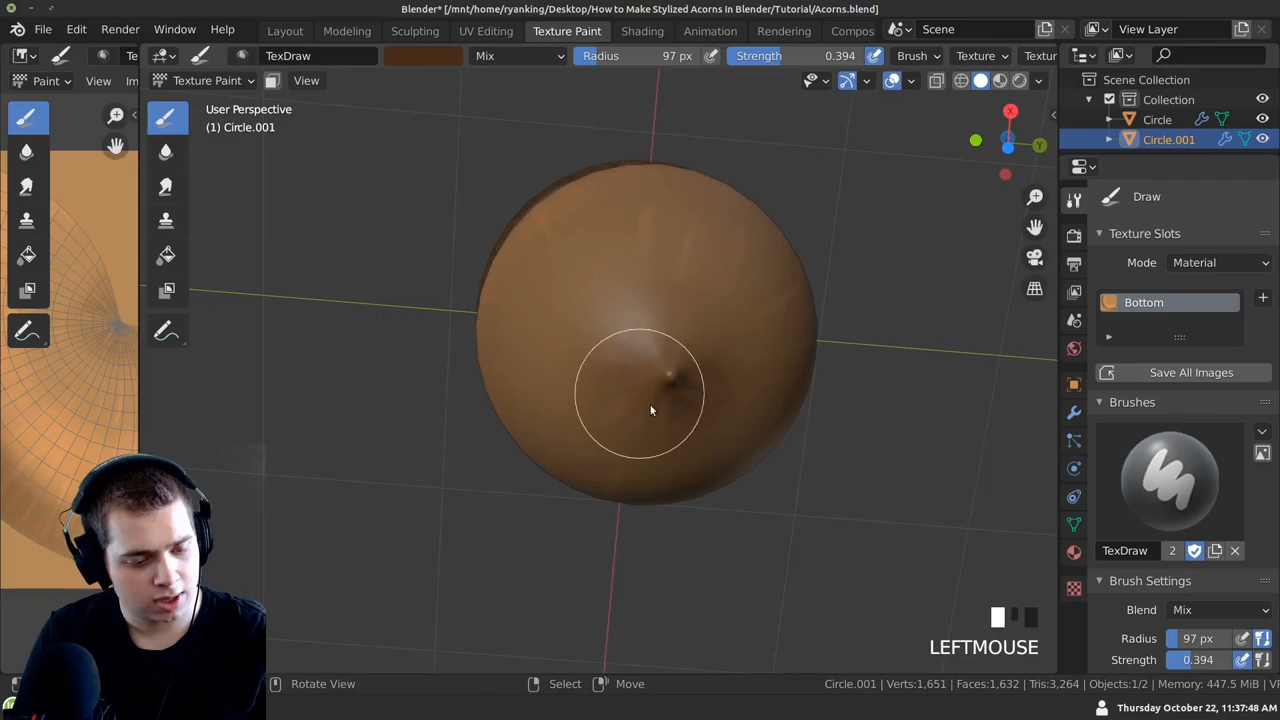 Blender* [/mnt/home/ryanking/Desktop/How to Make Stylized Acorns In Blender/Tutorial/Acorns.blend]
File Edit Render Window Help Layout Modeling Sculpting UV Editing Texture Paint Shading Animation Rendering Compos Scene View Layer
Te TexDraw Mix Radius 97 px Strength 0.394 Brush Texture Textur
Paint View Texture Paint View
User Perspective
(1) Circle.001
X
Y
Scene Collection
Collection
Circle
Circle.001
Draw
Texture Slots
Mode Material
Bottom
Save All Images
Brushes
TexDraw 2
Brush Settings
Blend Mix
Radius 97 px
Strength 0.394
LEFTMOUSE
Rotate View Select Move Circle.001 | Verts:1,651 | Faces:1,632 | Tris:3,264 | Objects:1/2 | Memory: 447.5 MiB | VR
Thursday October 22, 11:37:48 AM